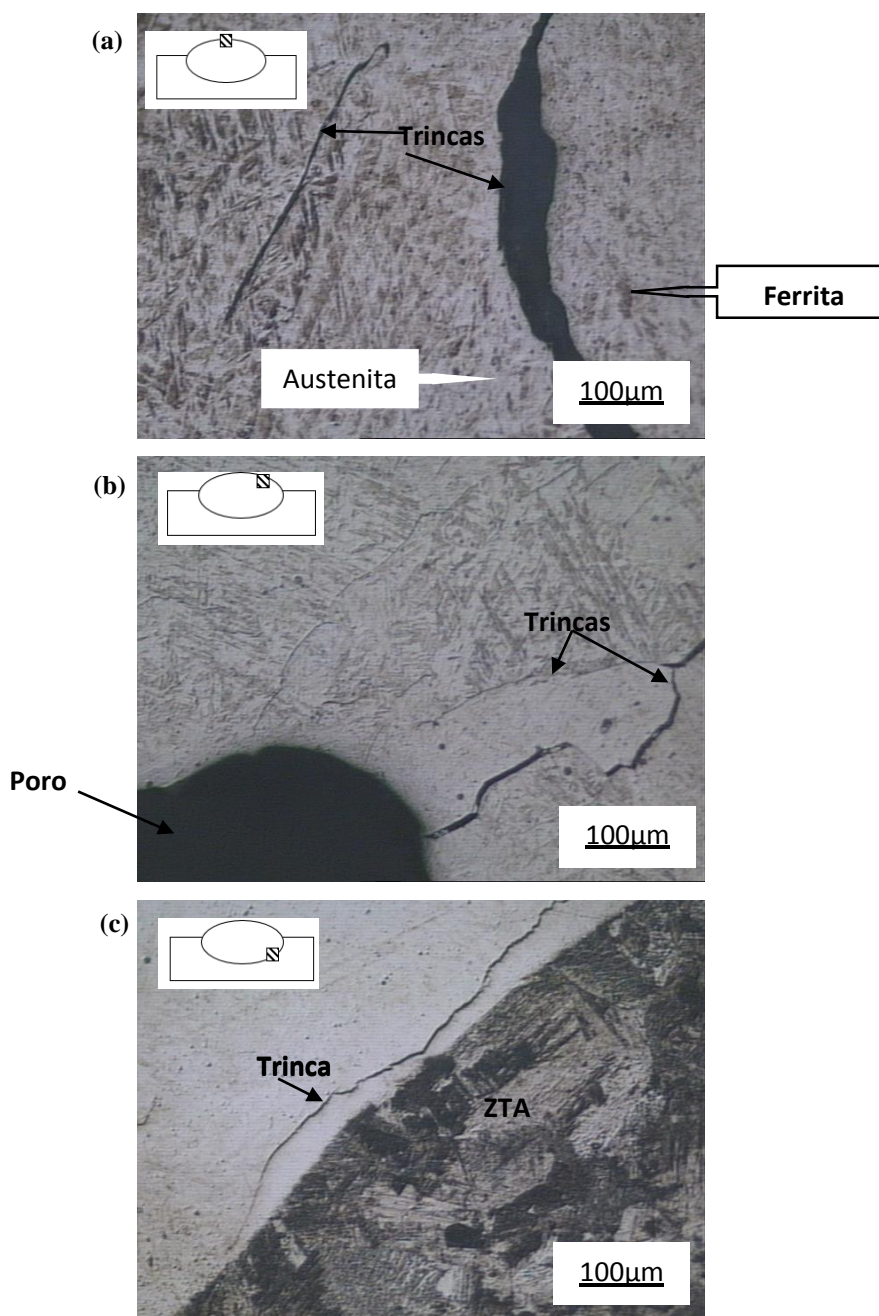 (a)
Trincas
Ferrita
Austenita
100µm
(b)
Trincas
Poro
100µm
(c)
Trinca
ZTA
100µm